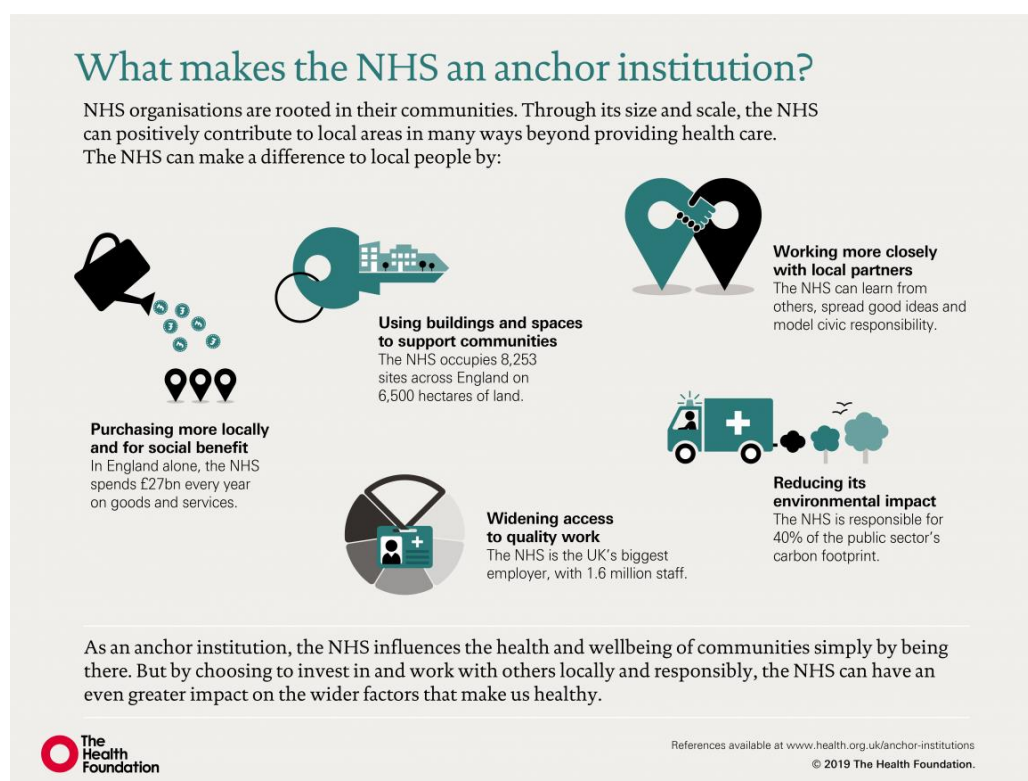 What makes the NHS an anchor institution?
NHS organisations are rooted in their communities. Through its size and scale, the NHS
can positively contribute to local areas in many ways beyond providing health care.
The NHS can make a difference to local people by:
Purchasing more locally
and for social benefit
In England alone, the NHS
spends £27bn every year
on goods and services.
Using buildings and spaces
to support communities
The NHS occupies 8,253
sites across England on
6,500 hectares of land.
Working more closely
with local partners
The NHS can learn from
others, spread good ideas and
model civic responsibility.
Widening access
to quality work
The NHS is the UK's biggest
employer, with 1.6 million staff.
Reducing its
environmental impact
The NHS is responsible for
40% of the public sector's
carbon footprint.
As an anchor institution, the NHS influences the health and wellbeing of communities simply by being
there. But by choosing to invest in and work with others locally and responsibly, the NHS can have an
even greater impact on the wider factors that make us healthy.
The
Health
Foundation
References available at www.health.org.uk/anchor-institutions
© 2019 The Health Foundation.